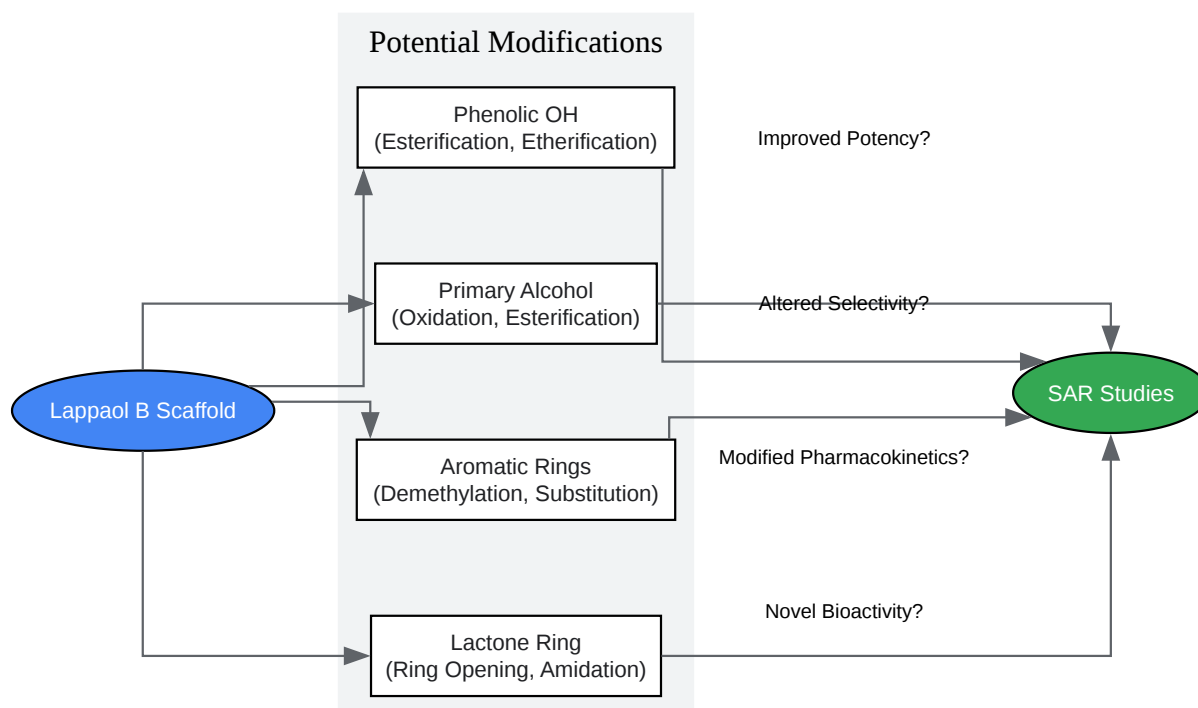 Potential Modifications
Phenolic OH
(Esterification, Etherification)
Improved Potency?
Primary Alcohol
(Oxidation, Esterification)
Altered Selectivity?
Lappaol B Scaffold
SAR Studies
Aromatic Rings
(Demethylation, Substitution)
Modified Pharmacokinetics?
Lactone Ring
(Ring Opening, Amidation)
Novel Bioactivity?